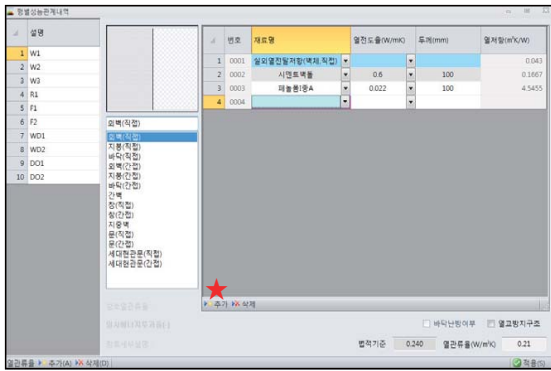 형별성능관계내역
설명
1 W1
2 W2
3 W3
4 R1
5 F1
6 F2
7 WD1
8 WD2
9 DO1
10 DO2
외벽(직접)
외벽(직접)
지붕(직접)
바닥(직접)
외벽(간접)
지붕(간접)
바닥(간접)
간벽
창(직접)
창(간접)
지중벽
문(직접)
문(간접)
세대현관문(직접)
세대현관문(간접)
번호 재료명 열전도율(W/mK) 두께(mm) 열저항(m²K/W)
1 0001 실외열전달저항(벽체,직접) 0.043
2 0002 시멘트벽돌 0.6 100 0.1667
3 0003 페놀폼1종A 0.022 100 4.5455
4 0004
추가 삭제
바닥난방여부 열교방지구조
법적기준 0.240 열관류율(W/m²K) 0.21
열관류율 추가(A) 삭제(D) 적용(S)